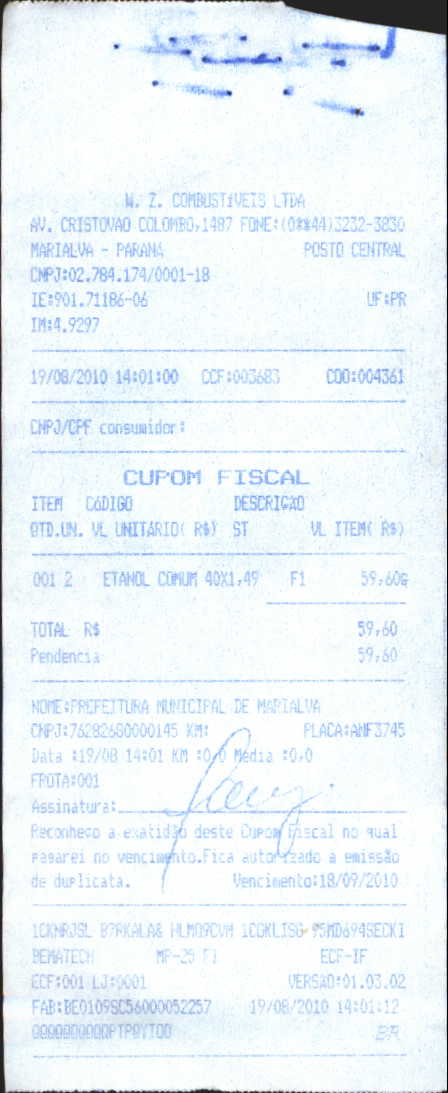 W. Z. COMBUSTIVEIS LTDA
AV. CRISTOVAO COLOMBO,1487 FONE:(0**44)3232-3830
MARIALVA - PARANA POSTO CENTRAL
CNPJ:02.784.174/0001-18
IE:901.71186-06 UF:PR
IM:4.9297
19/08/2010 14:01:00 CCF:003683 COO:004361
CNPJ/CPF consumidor:
CUPOM FISCAL
ITEM CÓDIGO DESCRIÇÃO
QTD.UN. VL UNITÁRIO( R$) ST VL ITEM( R$)
001 2 ETANOL COMUM 40X1,49 F1 59,60G
TOTAL R$ 59,60
Pendencia 59,60
NOME:PREFEITURA MUNICIPAL DE MARIALVA
CNPJ:76282680000145 KM: PLACA:ANF3745
Data :19/08 14:01 KM :0,0 Média :0,0
FROTA:001
Assinatura:
Reconheço a exatidão deste Cupom Fiscal no qual
pagarei no vencimento.Fica autorizado a emissão
de duplicata. Vencimento:18/09/2010
BEMATECH MP-25 FI ECF-IF
ECF:001 LJ:0001 VERSÃO:01.03.02
FAB:BE0109SC56000052257 19/08/2010 14:01:12
BR